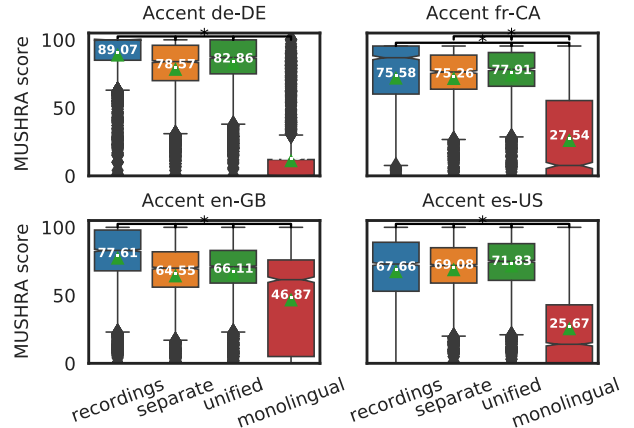 Accent de-DE
Accent fr-CA
MUSHRA score
100
50
0
*
89.07
78.57
82.86
*
*
75.58
75.26
77.91
27.54
Accent en-GB
Accent es-US
MUSHRA score
100
50
0
*
77.61
64.55
66.11
46.87
*
67.66
69.08
71.83
25.67
recordings
separate
unified
monolingual
recordings
separate
unified
monolingual